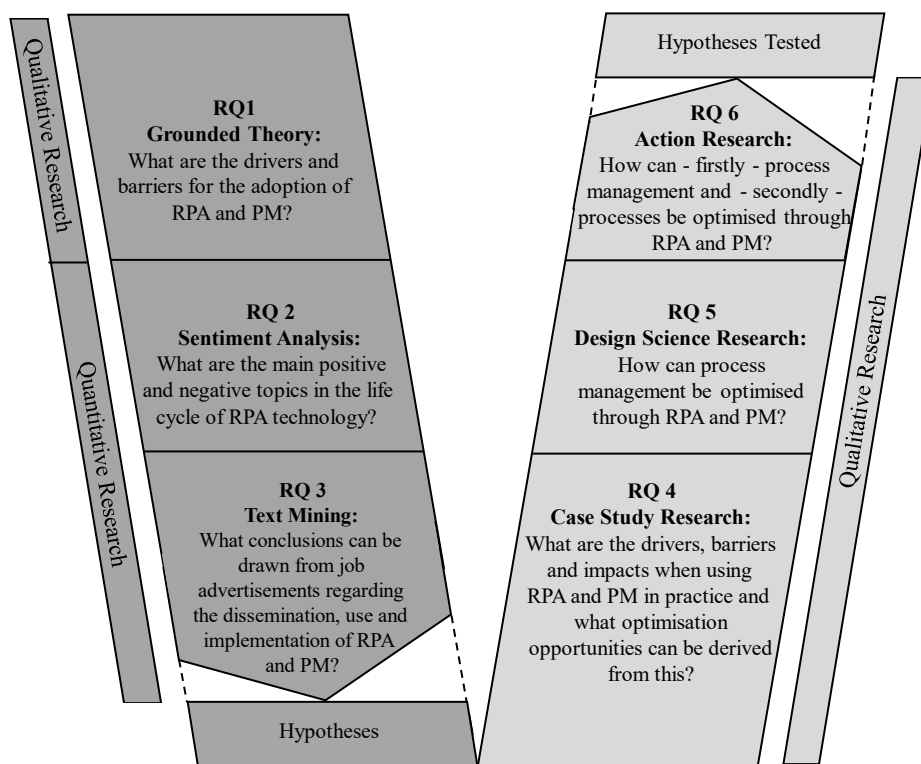 Qualitative Research
Quantitative Research
RQ1
Grounded Theory:
What are the drivers and
barriers for the adoption of
RPA and PM?
RQ 2
Sentiment Analysis:
What are the main positive
and negative topics in the life
cycle of RPA technology?
RQ 3
Text Mining:
What conclusions can be
drawn from job
advertisements regarding
the dissemination, use and
implementation of RPA
and PM?
Hypotheses
Hypotheses Tested
RQ 6
Action Research:
How can - firstly - process
management and - secondly -
processes be optimised through
RPA and PM?
RQ 5
Design Science Research:
How can process
management be optimised
through RPA and PM?
RQ 4
Case Study Research:
What are the drivers, barriers
and impacts when using
RPA and PM in practice and
what optimisation
opportunities can be derived
from this?
Qualitative Research